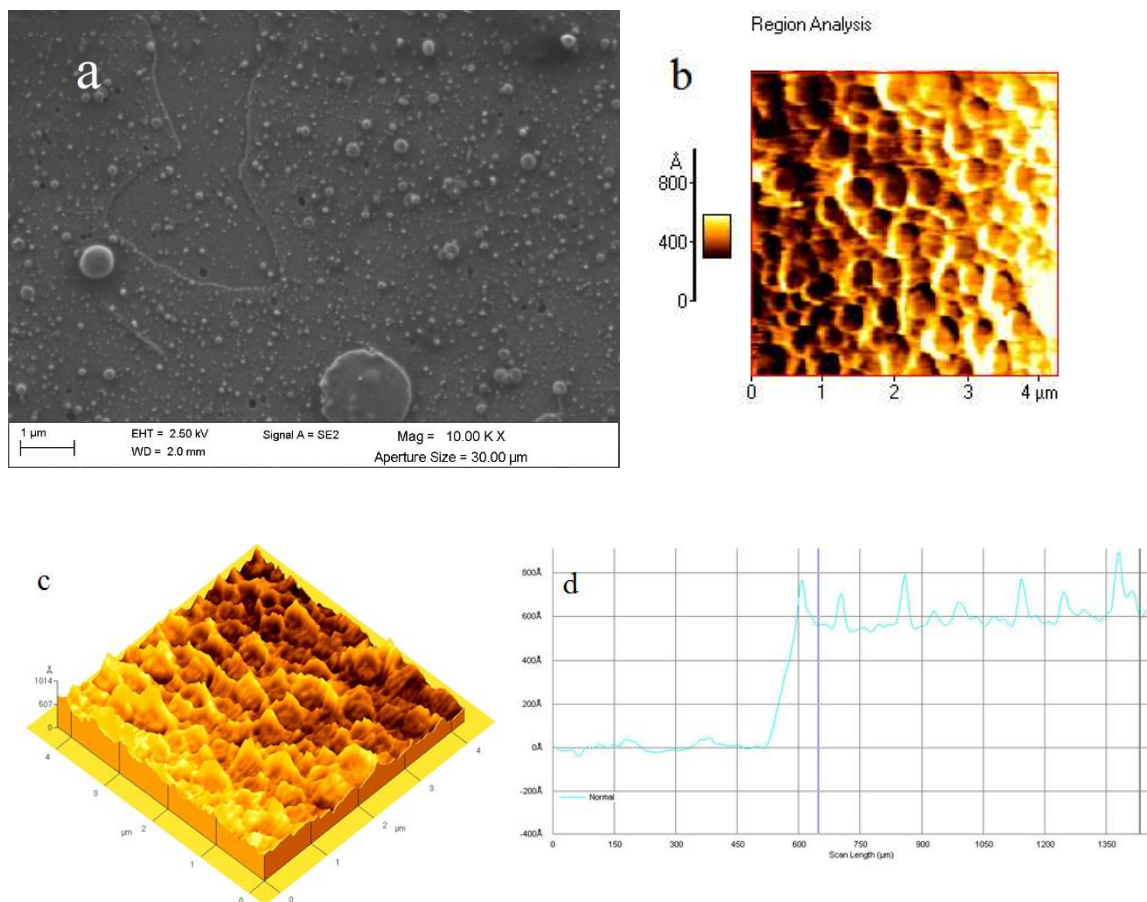 a
1 µm
EHT = 2.50 kV
WD = 2.0 mm
Signal A = SE2
Mag = 10.00 K X
Aperture Size = 30.00 µm
b
Region Analysis
Å
800
400
0
0 1 2 3 4 µm
c
Å
1014
507
0
4
3
µm 2
1
0
0
1
2 µm
3
4
d
800Å
600Å
400Å
200Å
0Å
-200Å
-400Å
Normal
0 150 300 450 600 750 900 1050 1200 1350
Scan Length (µm)